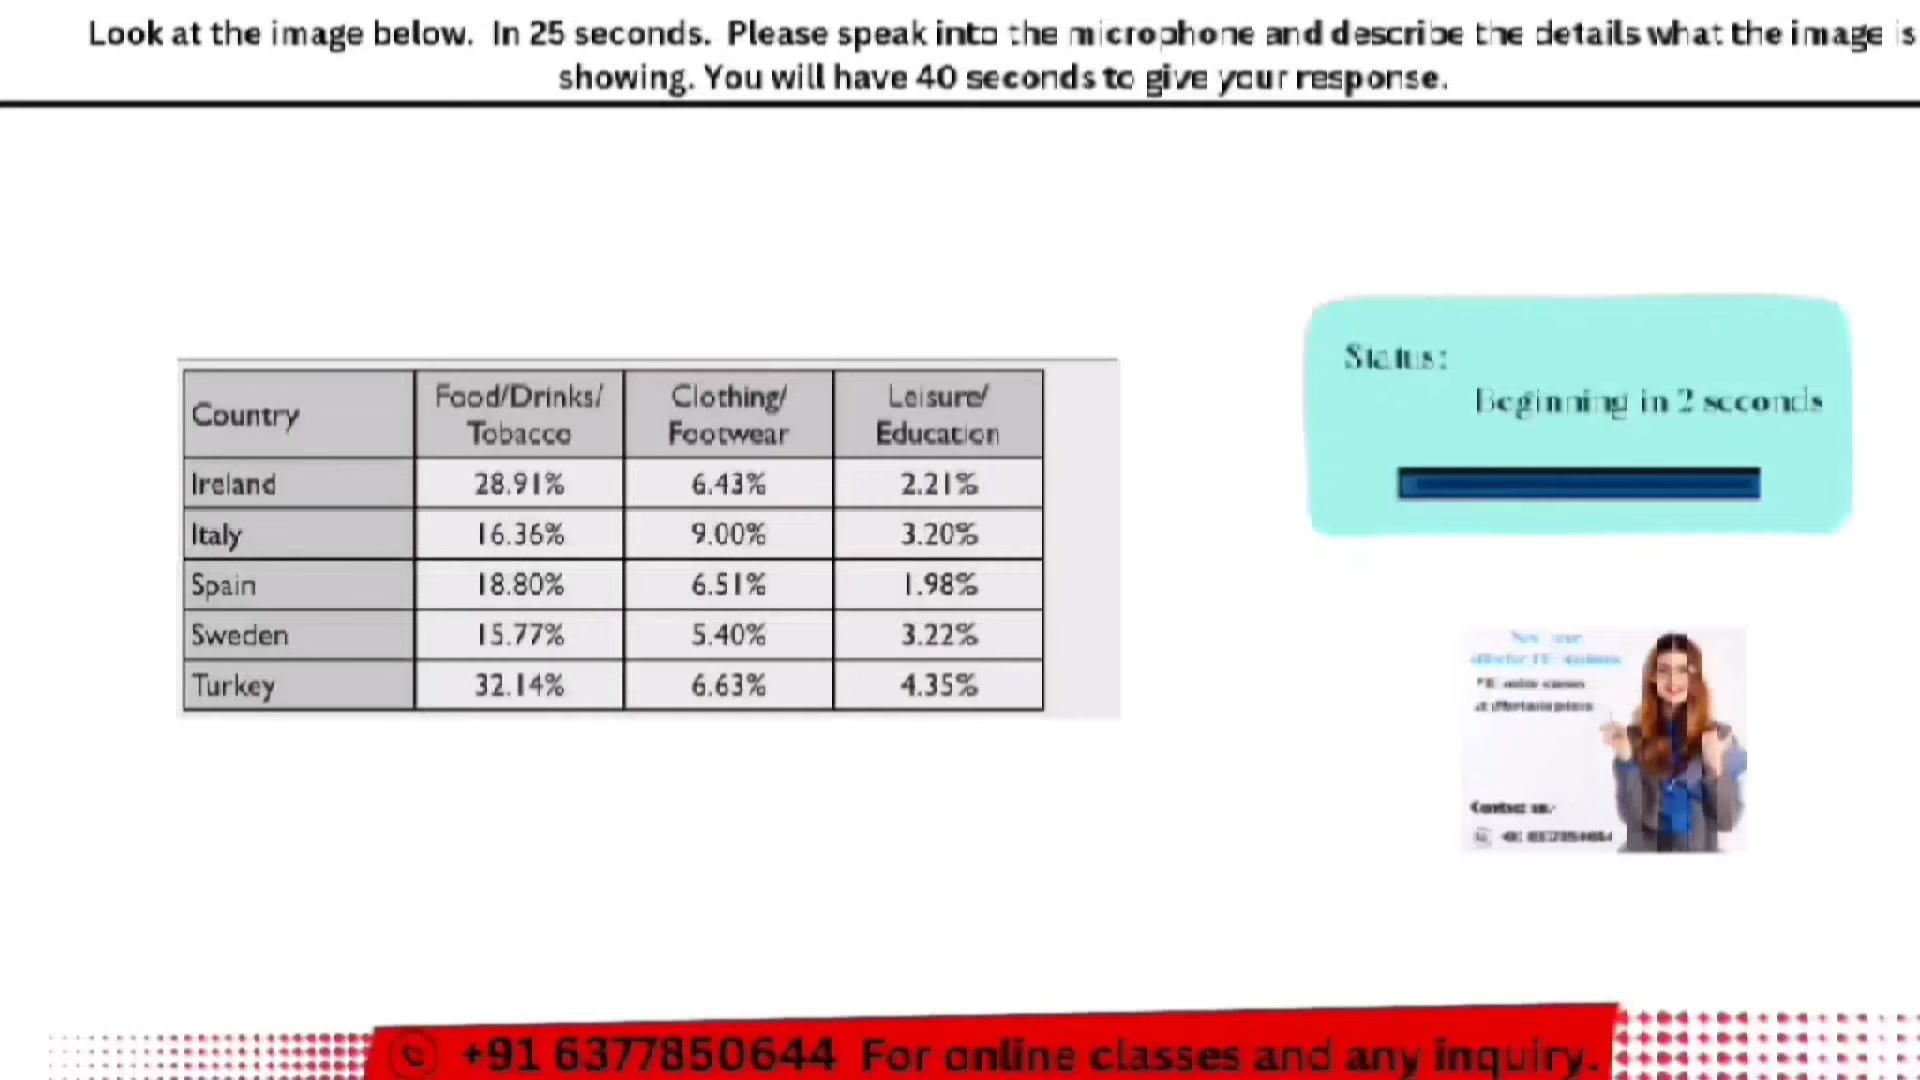 Look at the image below. In 25 seconds. Please speak into the microphone and describe the details what the image is
showing. You will have 40 seconds to give your response.
Country Food/Drinks/ Tobacco Clothing/ Footwear Leisure/ Education
Ireland 28.91% 6.43% 2.21%
Italy 16.36% 9.00% 3.20%
Spain 18.80% 6.51% 1.98%
Sweden 15.77% 5.40% 3.22%
Turkey 32.14% 6.63% 4.35%
Status:
Beginning in 2 seconds
Contact us:-
+91 6377850644 For online classes and any inquiry.